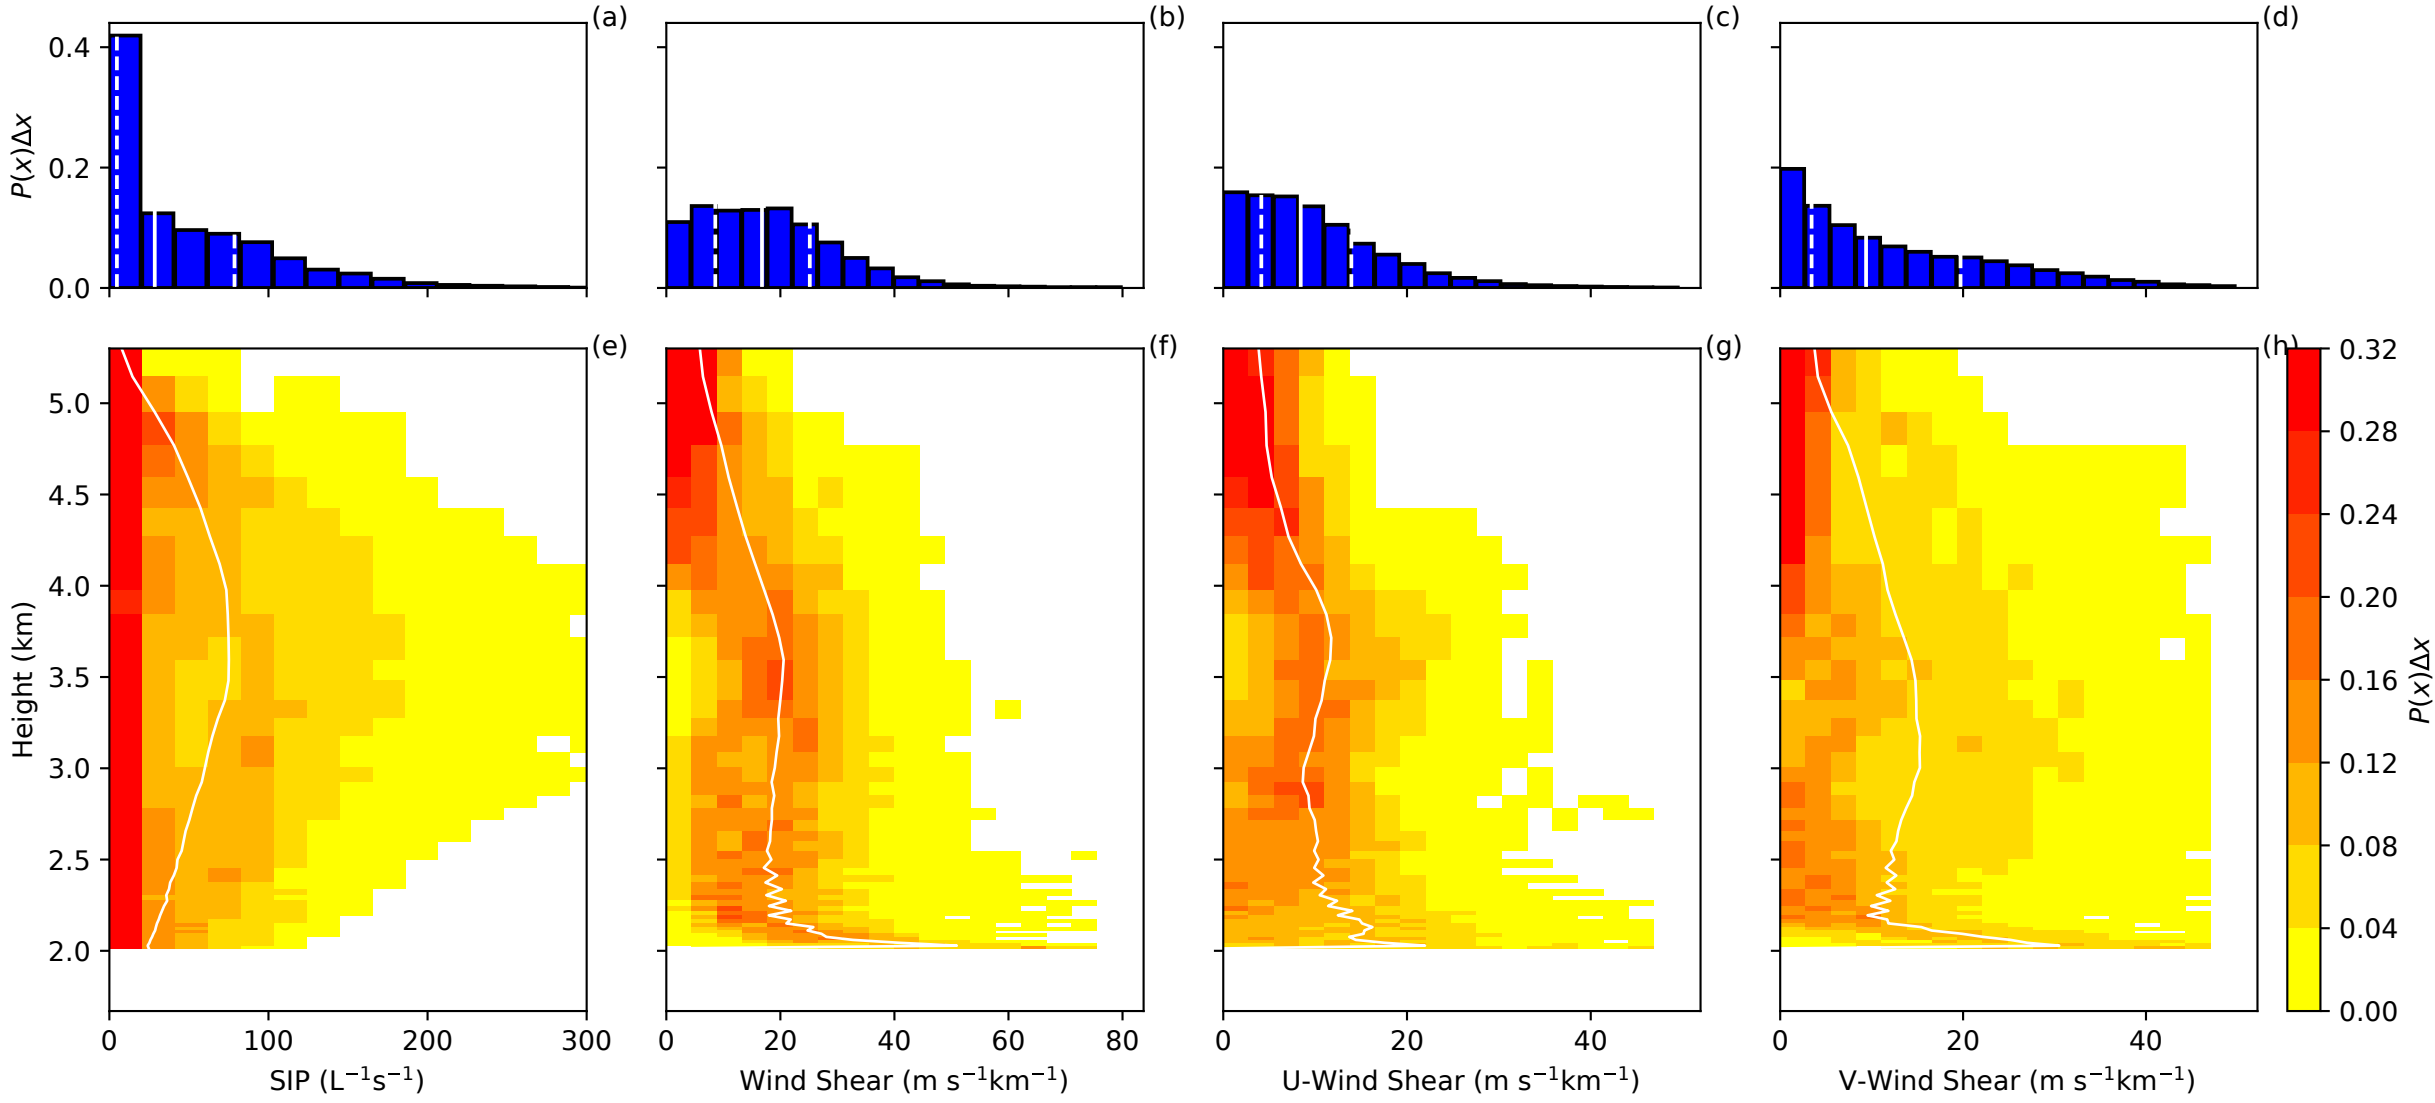 (a)
(b)
(c)
(d)
0.4
0.2
0.0
P(x)Δx
(e)
(f)
(g)
(h)
5.0
4.5
4.0
3.5
3.0
2.5
2.0
Height (km)
0 100 200 300
SIP (L⁻¹s⁻¹)
0 20 40 60 80
Wind Shear (m s⁻¹km⁻¹)
0 20 40
U-Wind Shear (m s⁻¹km⁻¹)
0 20 40
V-Wind Shear (m s⁻¹km⁻¹)
0.32
0.28
0.24
0.20
0.16
0.12
0.08
0.04
0.00
P(x)Δx